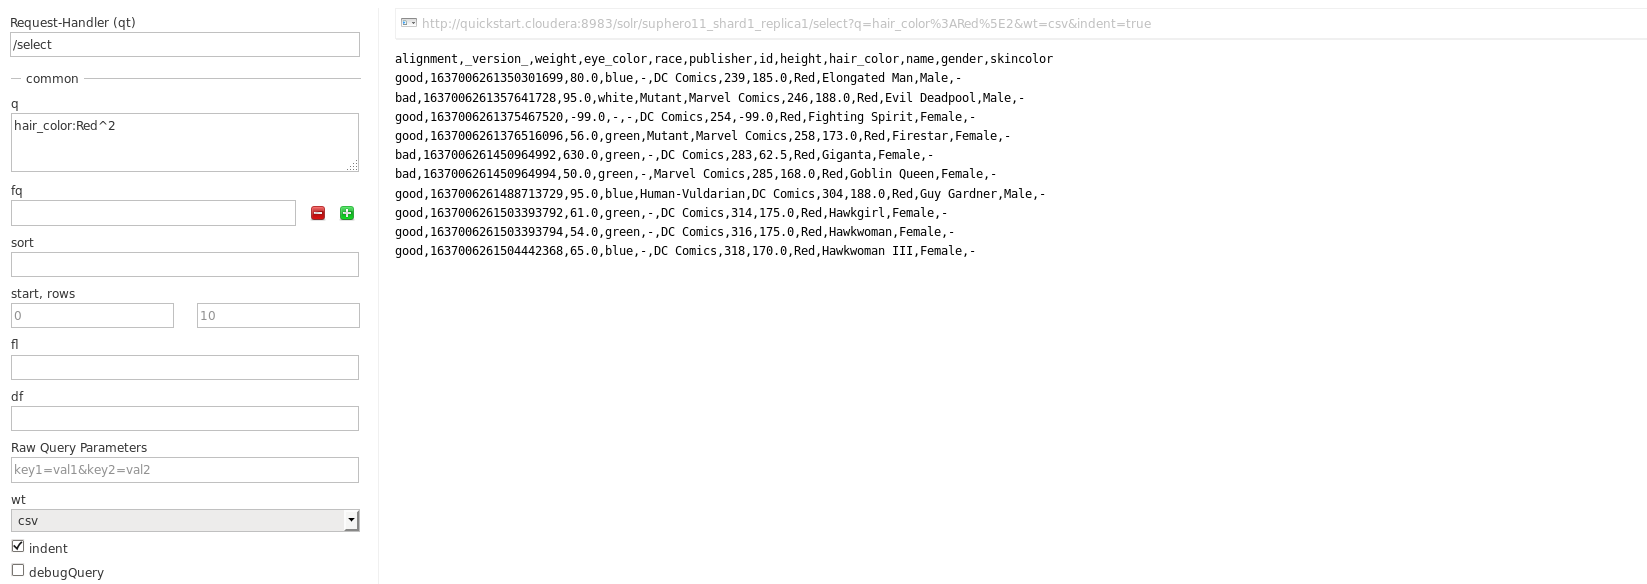 Request-Handler (qt)
/select
common
q
hair_color:Red^2
fq
sort
start, rows
0 10
fl
df
Raw Query Parameters
key1=val1&key2=val2
wt
csv
indent
debugQuery
http://quickstart.cloudera:8983/solr/suphero11_shard1_replica1/select?q=hair_color%3ARed%5E2&wt=csv&indent=true
alignment,_version_,weight,eye_color,race,publisher,id,height,hair_color,name,gender,skincolor
good,1637006261350301699,80.0,blue,-,DC Comics,239,185.0,Red,Elongated Man,Male,-
bad,1637006261357641728,95.0,white,Mutant,Marvel Comics,246,188.0,Red,Evil Deadpool,Male,-
good,1637006261375467520,-99.0,-,-,DC Comics,254,-99.0,Red,Fighting Spirit,Female,-
good,1637006261376516096,56.0,green,Mutant,Marvel Comics,258,173.0,Red,Firestar,Female,-
bad,1637006261450964992,630.0,green,-,DC Comics,283,62.5,Red,Giganta,Female,-
bad,1637006261450964994,50.0,green,-,Marvel Comics,285,168.0,Red,Goblin Queen,Female,-
good,1637006261488713729,95.0,blue,Human-Vuldarian,DC Comics,304,188.0,Red,Guy Gardner,Male,-
good,1637006261503393792,61.0,green,-,DC Comics,314,175.0,Red,Hawkgirl,Female,-
good,1637006261503393794,54.0,green,-,DC Comics,316,175.0,Red,Hawkwoman,Female,-
good,1637006261504442368,65.0,blue,-,DC Comics,318,170.0,Red,Hawkwoman III,Female,-